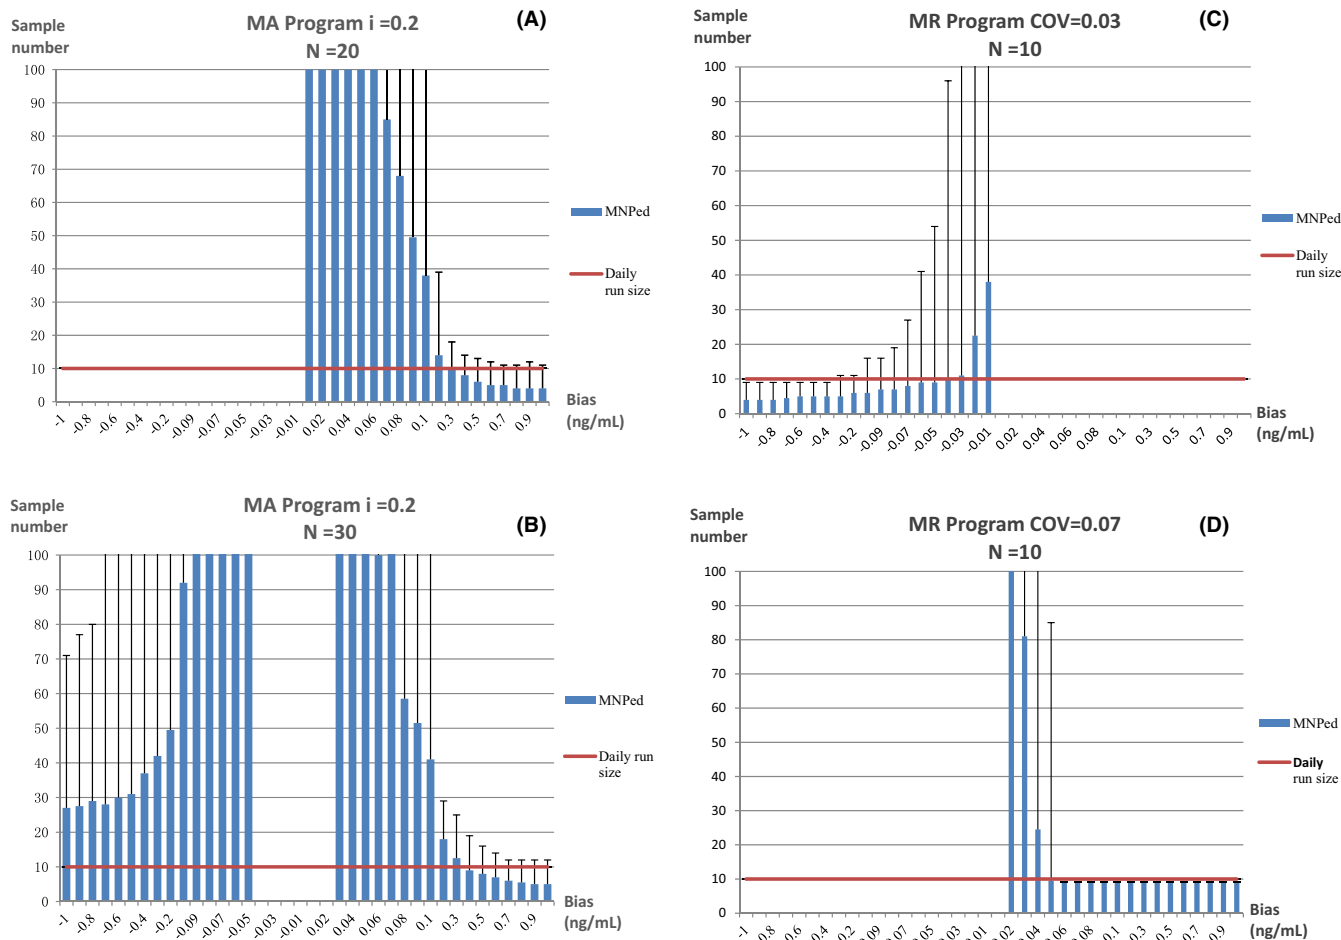 Sample
number
MA Program i =0.2
N =20
(A)
100
90
80
70
60
50
40
30
20
10
0
-1
-0.8
-0.6
-0.4
-0.2
-0.09
-0.07
-0.05
-0.03
-0.01
0.02
0.04
0.06
0.08
0.1
0.3
0.5
0.7
0.9
Bias
(ng/mL)
MNPed
Daily
run size
Sample
number
MR Program COV=0.03
N =10
(C)
100
90
80
70
60
50
40
30
20
10
0
-1
-0.8
-0.6
-0.4
-0.2
-0.09
-0.07
-0.05
-0.03
-0.01
0.02
0.04
0.06
0.08
0.1
0.3
0.5
0.7
0.9
Bias
(ng/mL)
MNPed
Daily
run size
Sample
number
MA Program i =0.2
N =30
(B)
100
90
80
70
60
50
40
30
20
10
0
-1
-0.8
-0.6
-0.4
-0.2
-0.09
-0.07
-0.05
-0.03
-0.01
0.02
0.04
0.06
0.08
0.1
0.3
0.5
0.7
0.9
Bias
(ng/mL)
MNPed
Daily run
size
Sample
number
MR Program COV=0.07
N =10
(D)
100
90
80
70
60
50
40
30
20
10
0
-1
Bias
(ng/mL)
MNPed
Daily
run size